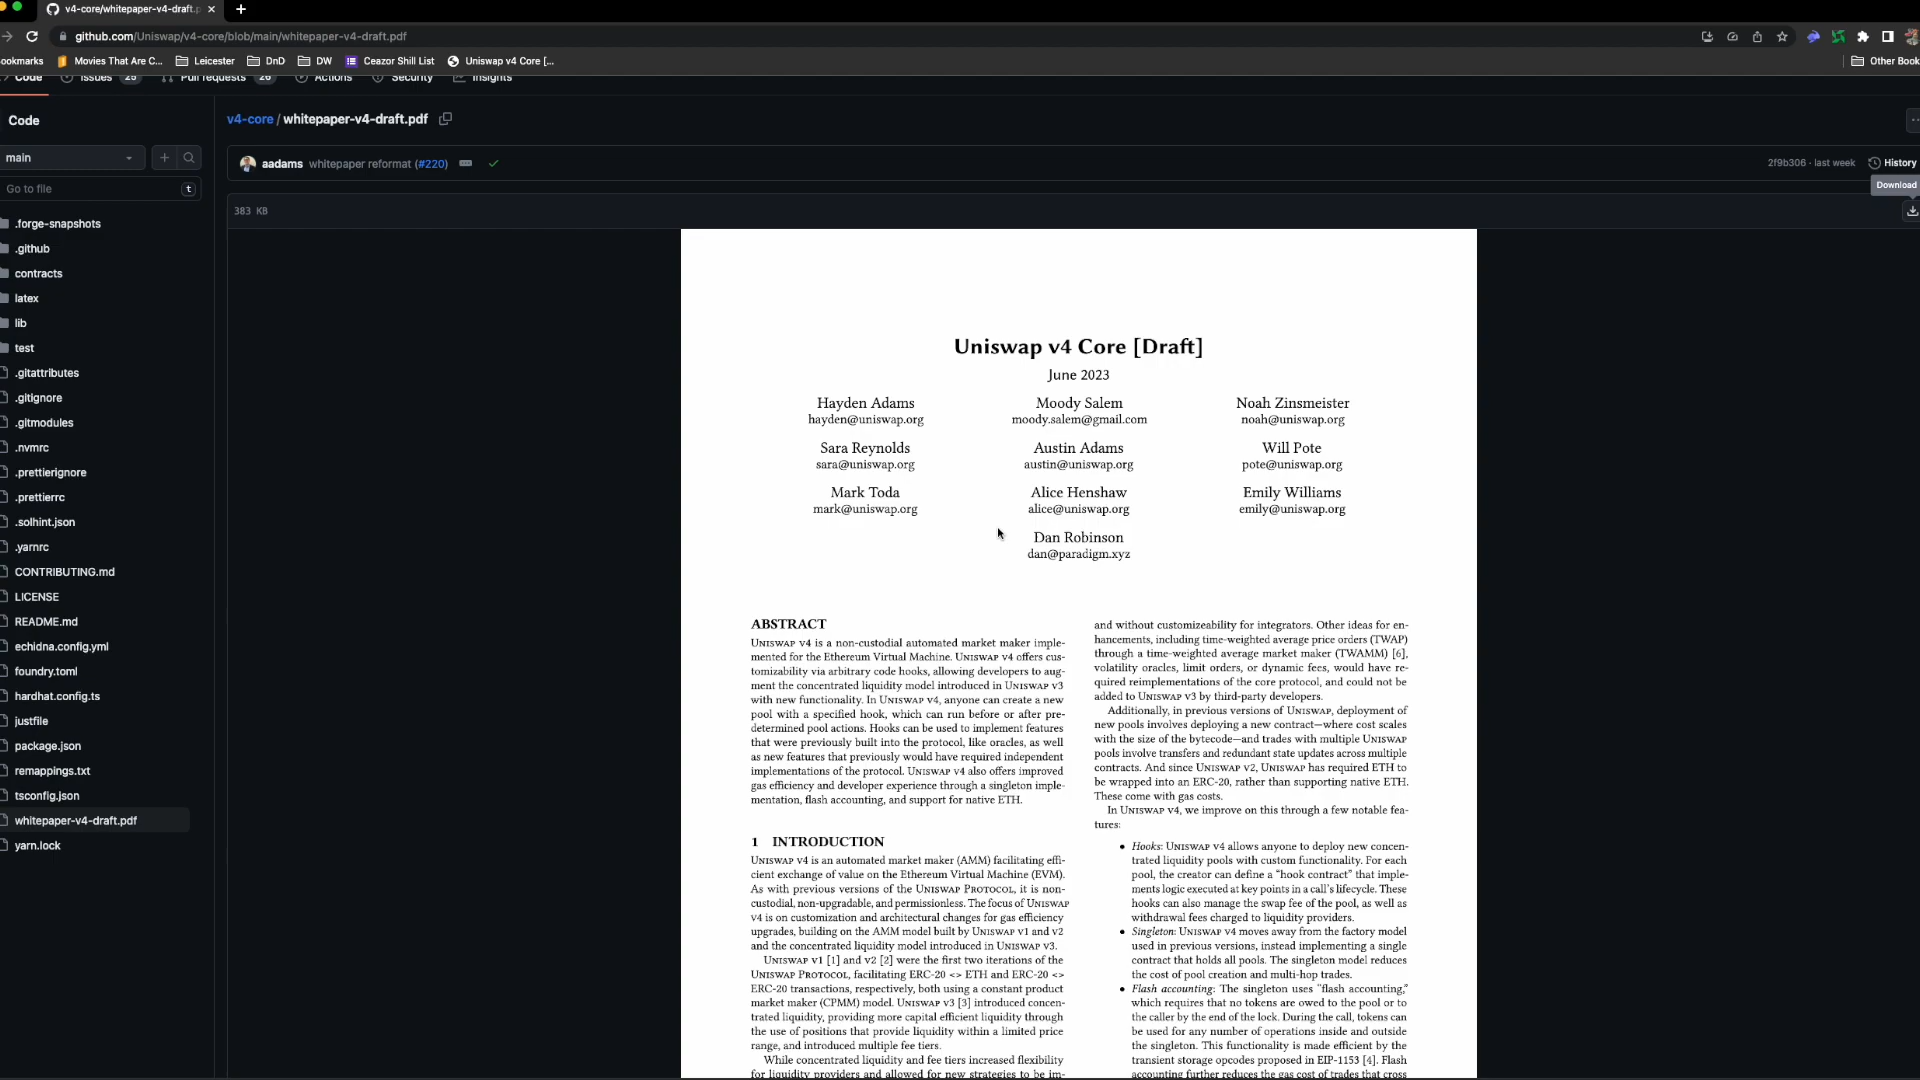 v4-core/whitepaper-v4-draft.p
github.com/Uniswap/v4-core/blob/main/whitepaper-v4-draft.pdf
ookmarks
Movies That Are C...
Leicester
DnD
DW
Ceazor Shill List
Uniswap v4 Core [...
Other Book
Code
Issues 25
Pull requests 26
Actions
Security
Insights
Code
v4-core / whitepaper-v4-draft.pdf
main
aadams whitepaper reformat (#220)
2f9b306 · last week
History
Go to file
t
Download
383 KB
.forge-snapshots
.github
contracts
latex
lib
test
.gitattributes
.gitignore
.gitmodules
.nvmrc
.prettierignore
.prettierrc
.solhint.json
.yarnrc
CONTRIBUTING.md
LICENSE
README.md
echidna.config.yml
foundry.toml
hardhat.config.ts
justfile
package.json
remappings.txt
tsconfig.json
whitepaper-v4-draft.pdf
yarn.lock
Uniswap v4 Core [Draft]
June 2023
Hayden Adams
hayden@uniswap.org
Moody Salem
moody.salem@gmail.com
Noah Zinsmeister
noah@uniswap.org
Sara Reynolds
sara@uniswap.org
Austin Adams
austin@uniswap.org
Will Pote
pote@uniswap.org
Mark Toda
mark@uniswap.org
Alice Henshaw
alice@uniswap.org
Emily Williams
emily@uniswap.org
Dan Robinson
dan@paradigm.xyz
ABSTRACT
Uniswap v4 is a non-custodial automated market maker imple-
mented for the Ethereum Virtual Machine. Uniswap v4 offers cus-
tomizability via arbitrary code hooks, allowing developers to aug-
ment the concentrated liquidity model introduced in Uniswap v3
with new functionality. In Uniswap v4, anyone can create a new
pool with a specified hook, which can run before or after pre-
determined pool actions. Hooks can be used to implement features
that were previously built into the protocol, like oracles, as well
as new features that previously would have required independent
implementations of the protocol. Uniswap v4 also offers improved
gas efficiency and developer experience through a singleton imple-
mentation, flash accounting, and support for native ETH.
1 INTRODUCTION
Uniswap v4 is an automated market maker (AMM) facilitating effi-
cient exchange of value on the Ethereum Virtual Machine (EVM).
As with previous versions of the Uniswap Protocol, it is non-
custodial, non-upgradable, and permissionless. The focus of Uniswap
v4 is on customization and architectural changes for gas efficiency
upgrades, building on the AMM model built by Uniswap v1 and v2
and the concentrated liquidity model introduced in Uniswap v3.
Uniswap v1 [1] and v2 [2] were the first two iterations of the
Uniswap Protocol, facilitating ERC-20 <> ETH and ERC-20 <>
ERC-20 transactions, respectively, both using a constant product
market maker (CPMM) model. Uniswap v3 [3] introduced concen-
trated liquidity, providing more capital efficient liquidity through
the use of positions that provide liquidity within a limited price
range, and introduced multiple fee tiers.
While concentrated liquidity and fee tiers increased flexibility
for liquidity providers and allowed for new strategies to be im-
and without customizeability for integrators. Other ideas for en-
hancements, including time-weighted average price orders (TWAP)
through a time-weighted average market maker (TWAMM) [6],
volatility oracles, limit orders, or dynamic fees, would have re-
quired reimplementations of the core protocol, and could not be
added to Uniswap v3 by third-party developers.
Additionally, in previous versions of Uniswap, deployment of
new pools involves deploying a new contract—where cost scales
with the size of the bytecode—and trades with multiple Uniswap
pools involve transfers and redundant state updates across multiple
contracts. And since Uniswap v2, Uniswap has required ETH to
be wrapped into an ERC-20, rather than supporting native ETH.
These come with gas costs.
In Uniswap v4, we improve on this through a few notable fea-
tures:
• Hooks: Uniswap v4 allows anyone to deploy new concen-
trated liquidity pools with custom functionality. For each
pool, the creator can define a “hook contract” that imple-
ments logic executed at key points in a call’s lifecycle. These
hooks can also manage the swap fee of the pool, as well as
withdrawal fees charged to liquidity providers.
• Singleton: Uniswap v4 moves away from the factory model
used in previous versions, instead implementing a single
contract that holds all pools. The singleton model reduces
the cost of pool creation and multi-hop trades.
• Flash accounting: The singleton uses “flash accounting,”
which requires that no tokens are owed to the pool or to
the caller by the end of the lock. During the call, tokens can
be used for any number of operations inside and outside
the singleton. This functionality is made efficient by the
transient storage opcodes proposed in EIP-1153 [4]. Flash
accounting further reduces the gas cost of trades that cross